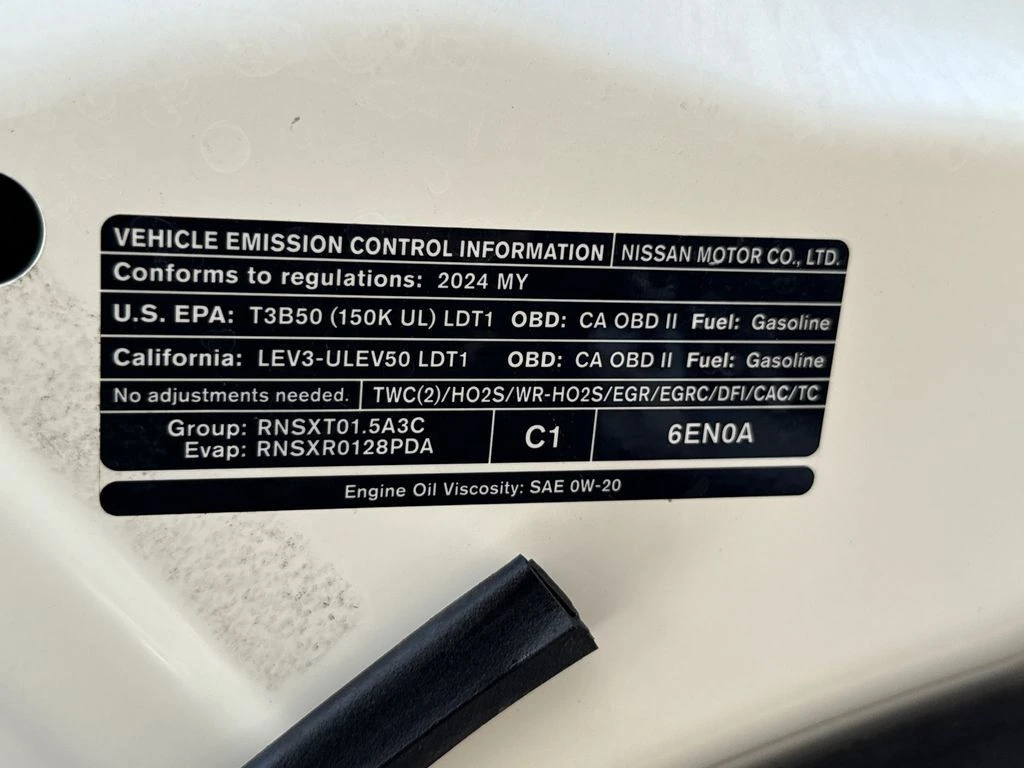 VEHICLE EMISSION CONTROL INFORMATION NISSAN MOTOR CO., LTD.
Conforms to regulations: 2024 MY
U.S. EPA: T3B50 (150K UL) LDT1 OBD: CA OBD II Fuel: Gasoline
California: LEV3-ULEV50 LDT1 OBD: CA OBD II Fuel: Gasoline
No adjustments needed. TWC(2)/HO2S/WR-HO2S/EGR/EGRC/DFI/CAC/TC
Group: RNSXT01.5A3C
Evap: RNSXR0128PDA
C1
6EN0A
Engine Oil Viscosity: SAE 0W-20